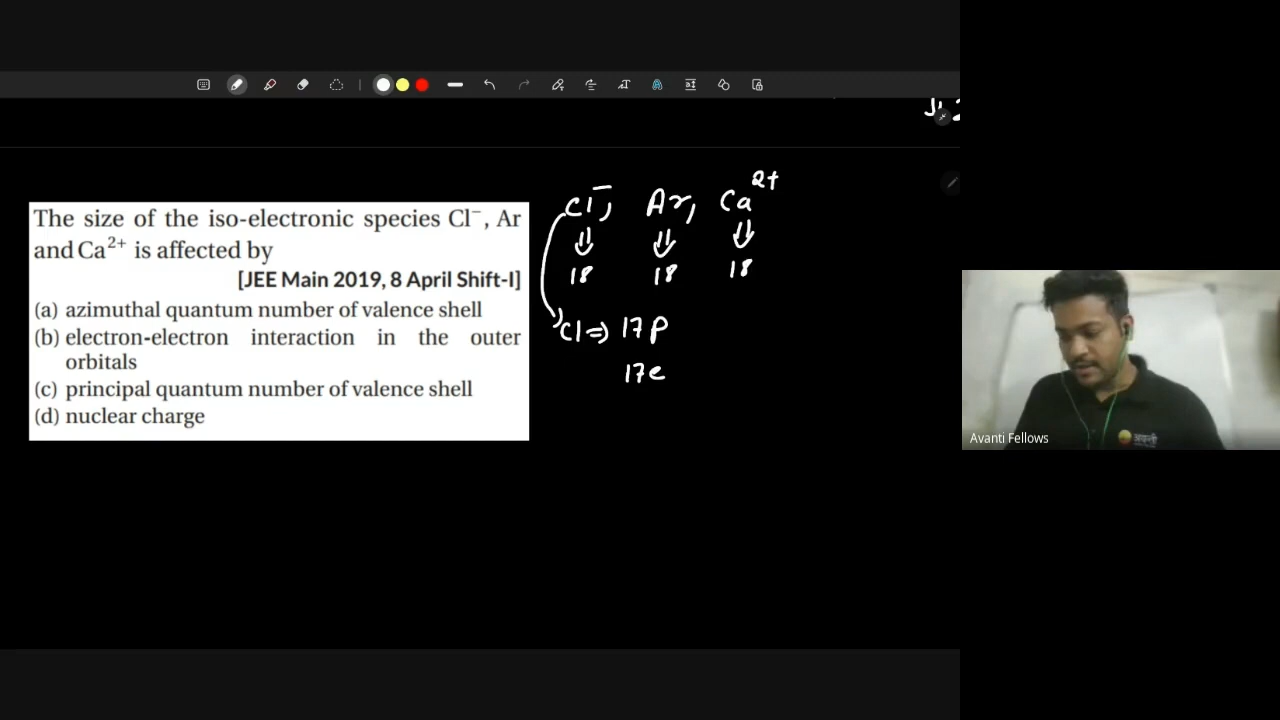 The size of the iso-electronic species Cl⁻, Ar
and Ca²⁺ is affected by
[JEE Main 2019, 8 April Shift-I]
(a) azimuthal quantum number of valence shell
(b) electron-electron interaction in the outer
orbitals
(c) principal quantum number of valence shell
(d) nuclear charge
Cl⁻, Ar, Ca²⁺
⇓ ⇓ ⇓
18 18 18
Cl ⇒ 17 P
17e
Avanti Fellows